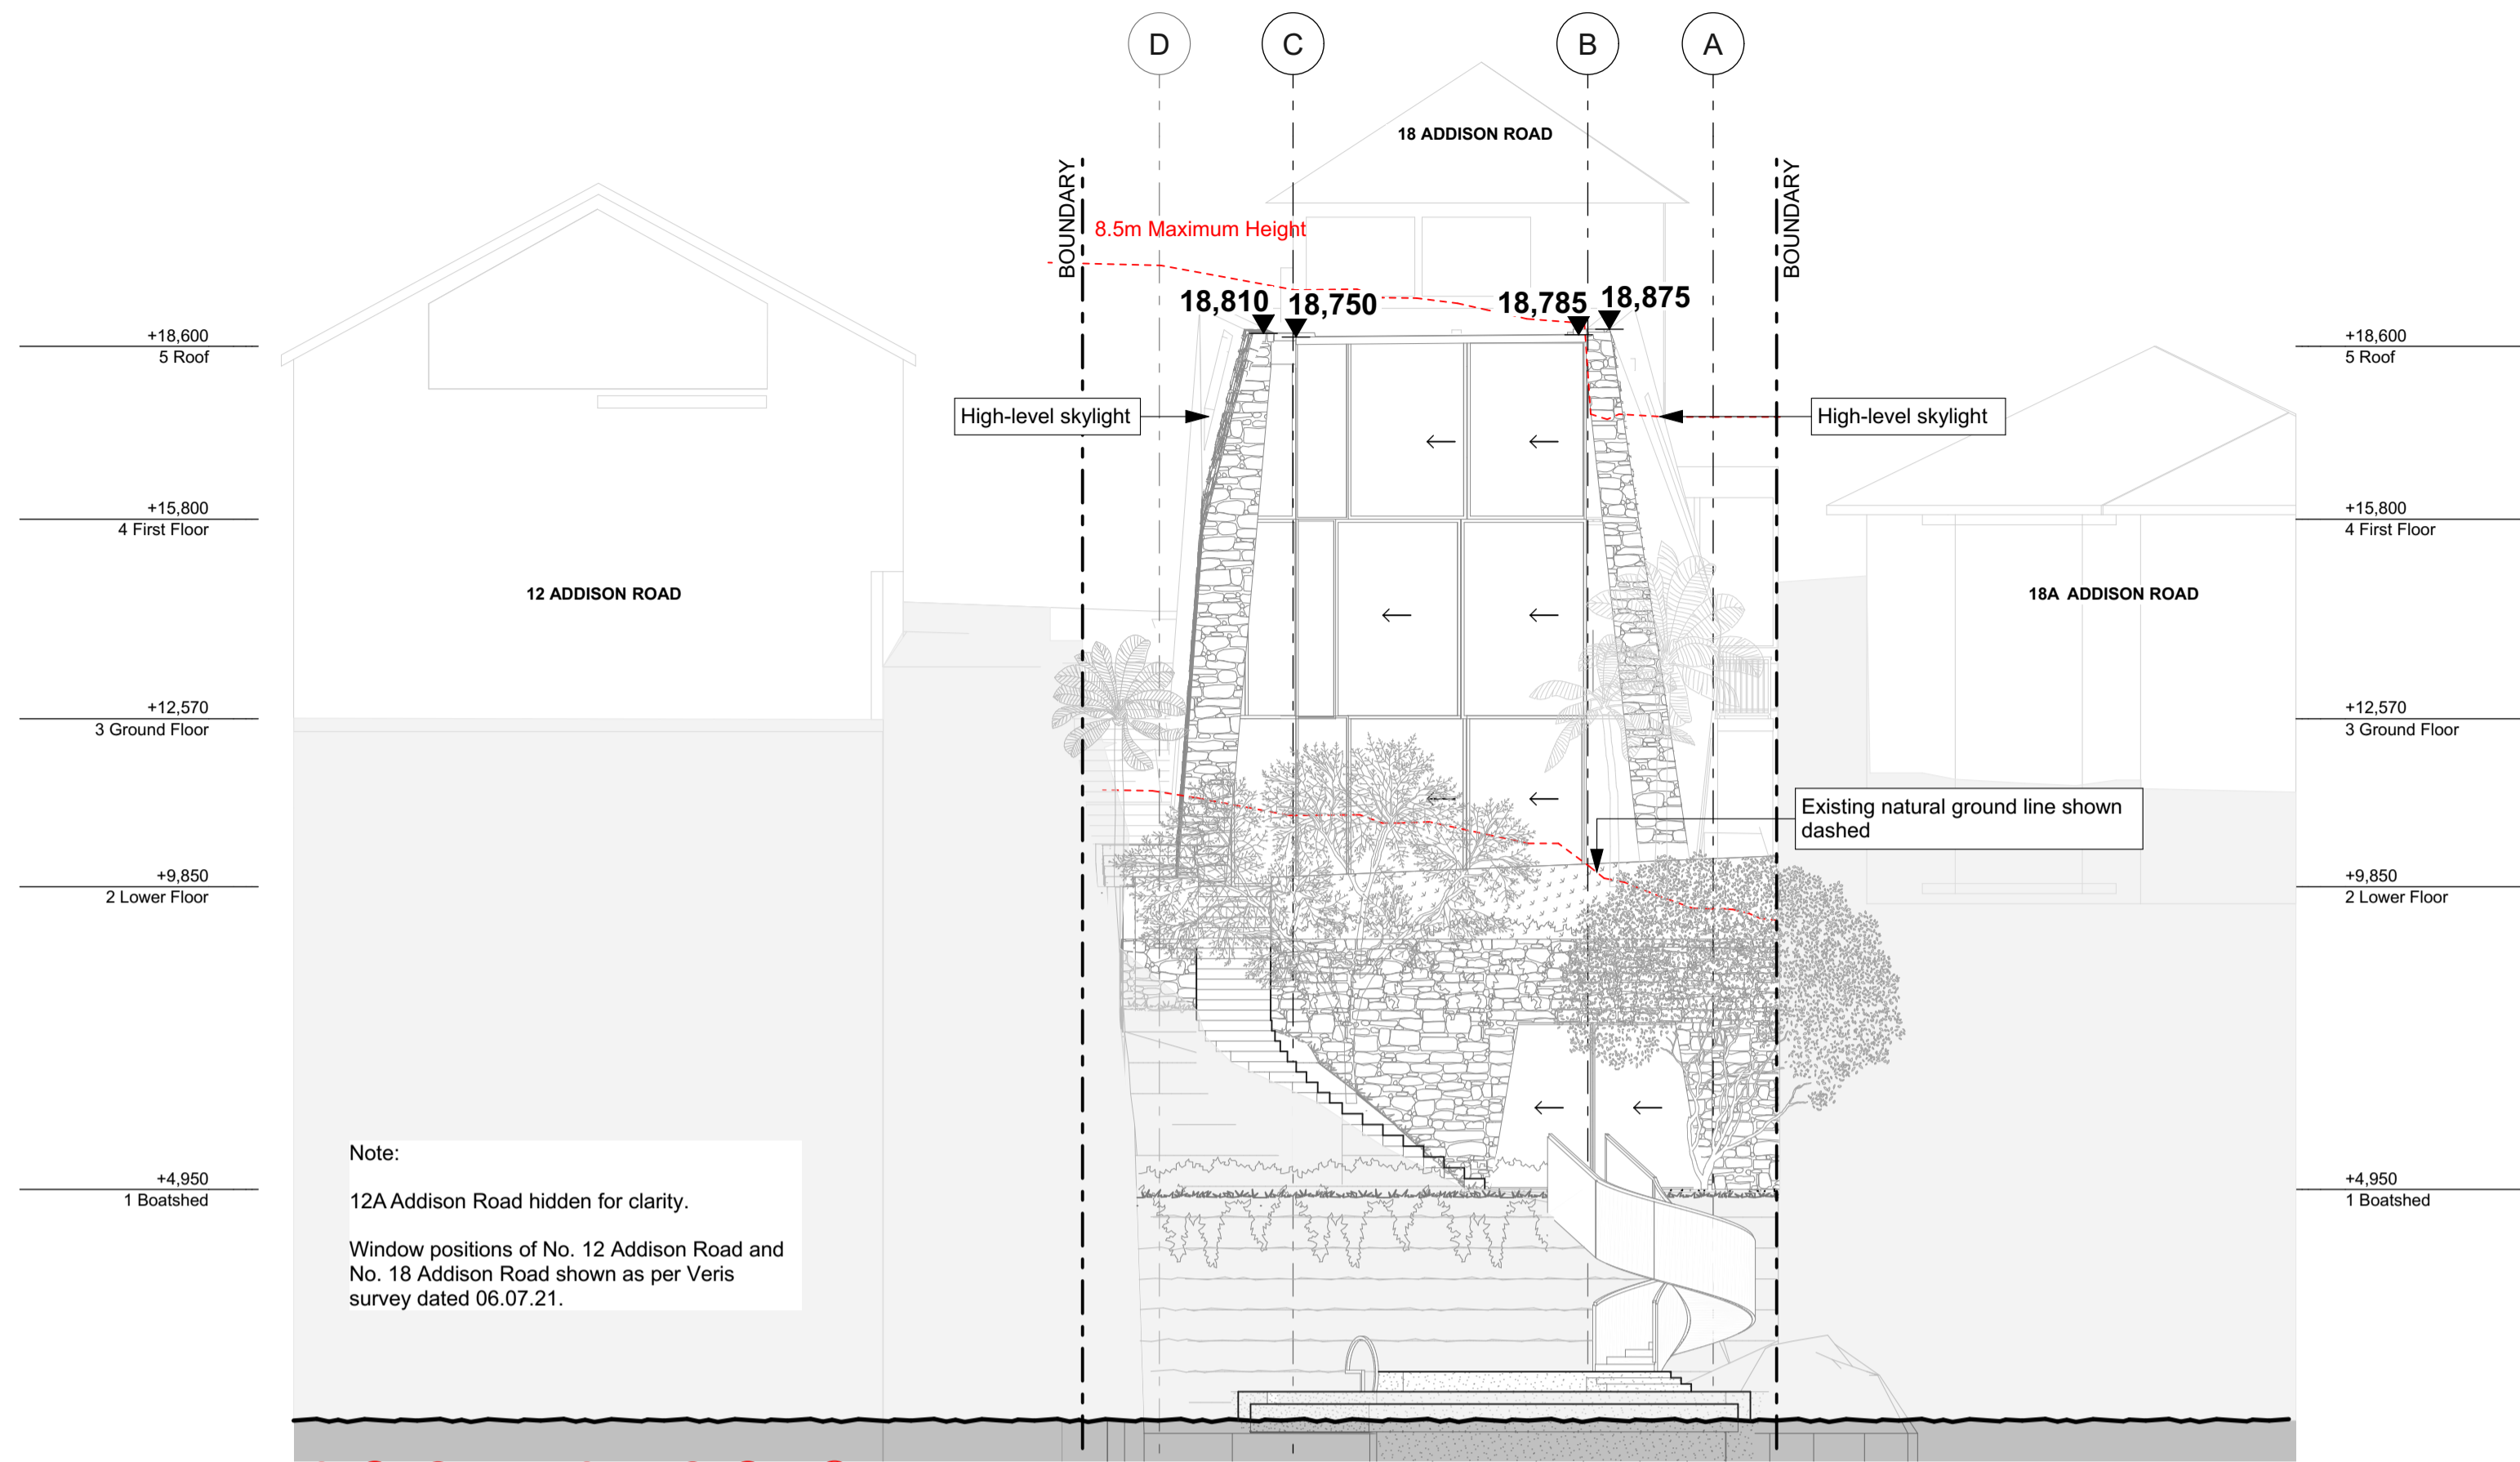 D
C
B
A
18 ADDISON ROAD
BOUNDARY
BOUNDARY
8.5m Maximum Height
18,810
18,750
18,785
18,875
+18,600
5 Roof
+18,600
5 Roof
High-level skylight
High-level skylight
+15,800
4 First Floor
+15,800
4 First Floor
12 ADDISON ROAD
18A ADDISON ROAD
+12,570
3 Ground Floor
+12,570
3 Ground Floor
Existing natural ground line shown
dashed
+9,850
2 Lower Floor
+9,850
2 Lower Floor
Note:
12A Addison Road hidden for clarity.
Window positions of No. 12 Addison Road and
No. 18 Addison Road shown as per Veris
survey dated 06.07.21.
+4,950
1 Boatshed
+4,950
1 Boatshed